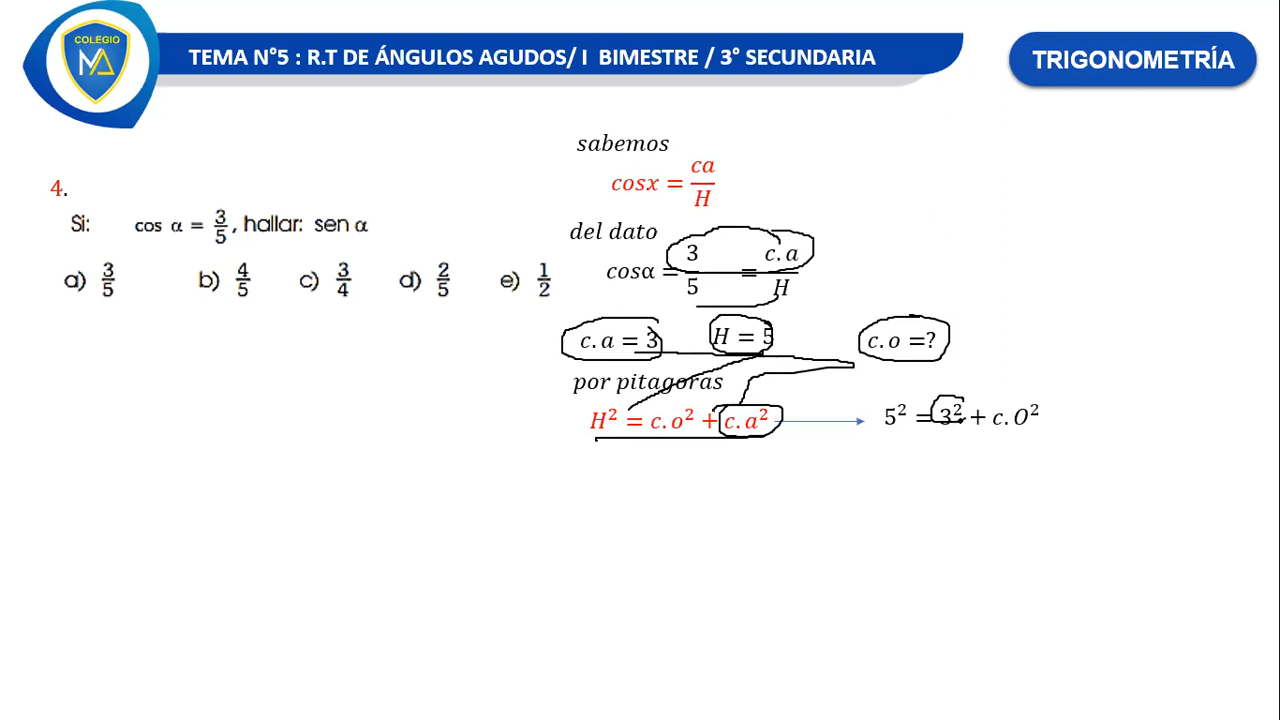 COLEGIO
MA
TEMA N°5 : R.T DE ÁNGULOS AGUDOS/ I BIMESTRE / 3° SECUNDARIA
TRIGONOMETRÍA
4.
Si: cos α = 3/5, hallar: sen α
a) 3/5 b) 4/5 c) 3/4 d) 2/5 e) 1/2
sabemos
cosx = ca/H
del dato
cosα = 3/5 = c.a/H
c.a = 3 H = 5 c.o =?
por pitagoras
H² = c.o² + c.a² 5² = 3² + c.O²